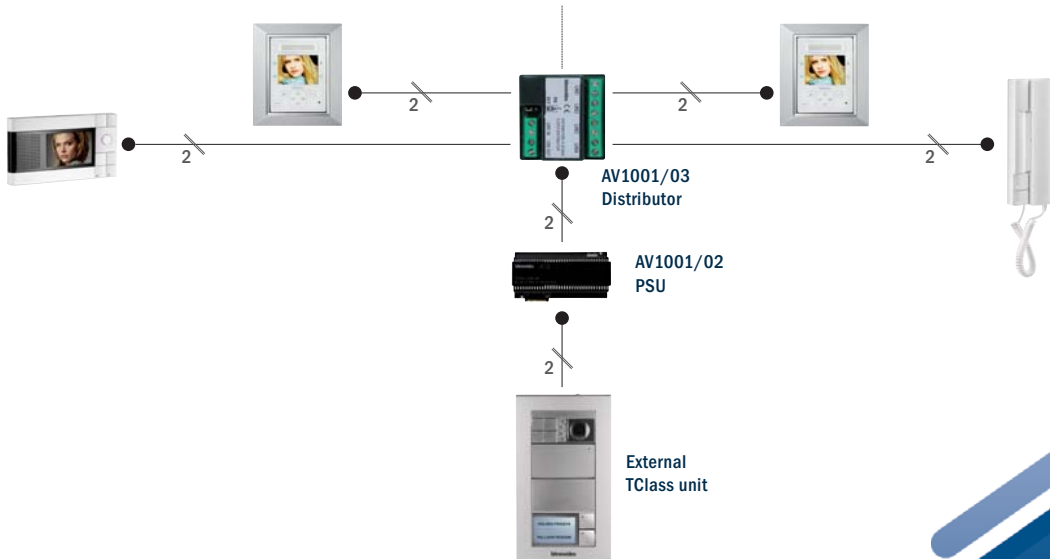 2
2
2
2
AV1001/03
Distributor
2
AV1001/02
PSU
2
External
TClass unit